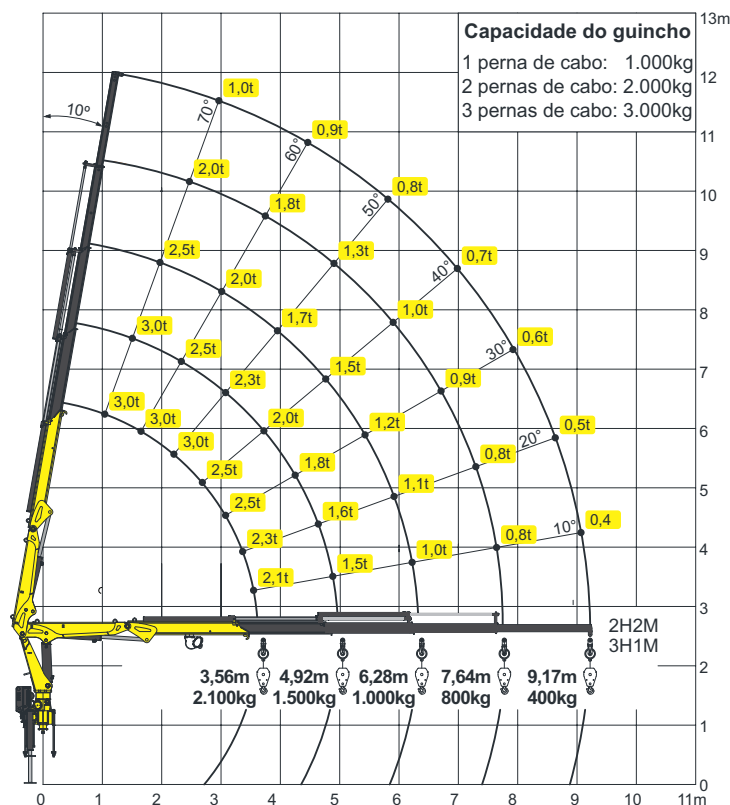 13m
Capacidade do guincho
1 perna de cabo: 1.000kg
2 pernas de cabo: 2.000kg
3 pernas de cabo: 3.000kg
12
11
10
9
8
7
6
5
4
3
2
1
0
10º
70°
60°
50°
40°
30°
20°
10°
1,0t
0,9t
0,8t
0,7t
0,6t
0,5t
0,4
2,0t
1,8t
1,3t
1,0t
0,9t
0,8t
0,8t
2,5t
2,0t
1,7t
1,5t
1,2t
1,1t
1,0t
3,0t
2,5t
2,3t
2,0t
1,8t
1,6t
1,5t
3,0t
3,0t
3,0t
2,5t
2,5t
2,3t
2,1t
2H2M
3H1M
3,56m 4,92m 6,28m 7,64m 9,17m
2.100kg 1.500kg 1.000kg 800kg 400kg
0 1 2 3 4 5 6 7 8 9 10 11m